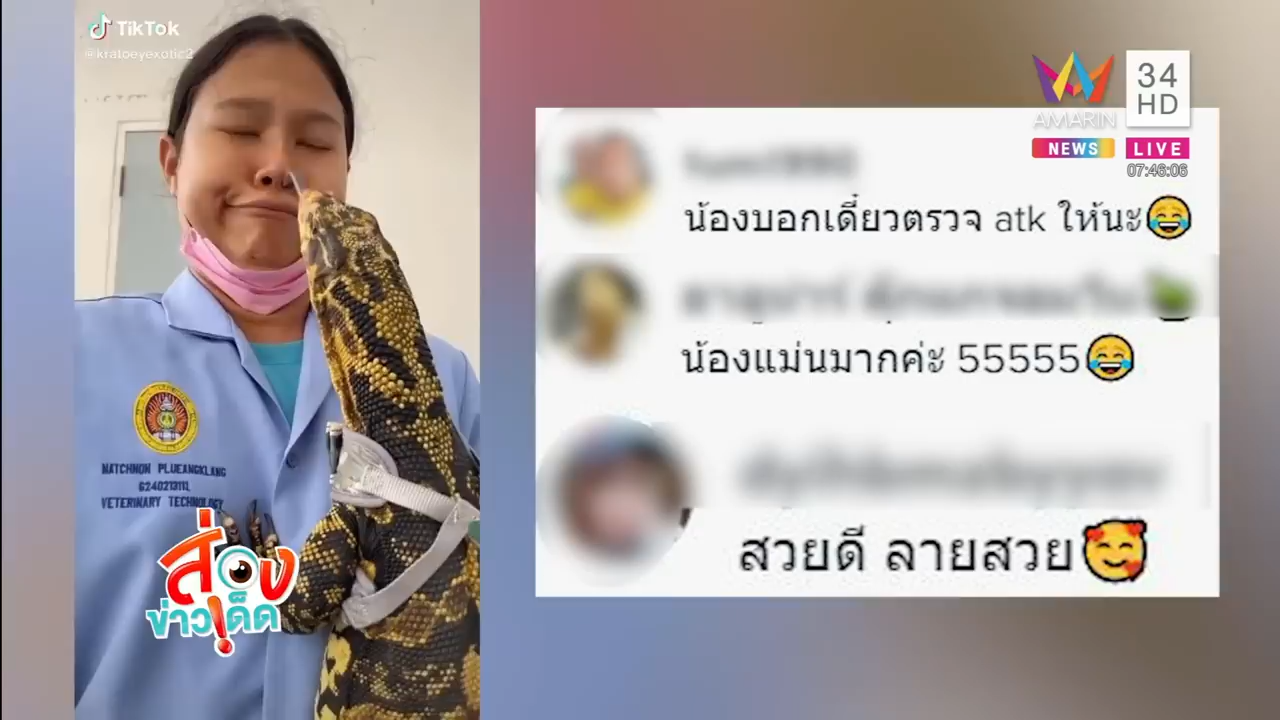 TikTok
@kratoeyexotic2
NATCHNON PLUEANGKLANG
6240213111
VETERINARY TECHNOLOGY
ส่อง
ข่าวเด็ด!
34
HD
AMARIN
NEWS
LIVE
07:46:06
น้องบอกเดี๋ยวตรวจ atk ให้นะ😂
น้องแม่นมากค่ะ 55555😂
สวยดี ลายสวย🥰